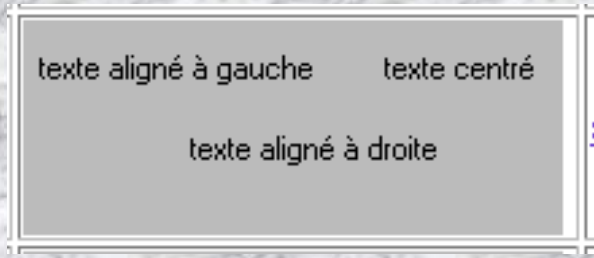 texte aligné à gauche texte centré
texte aligné à droite